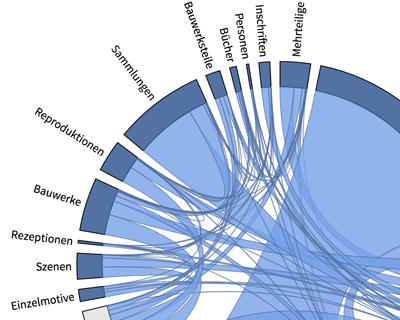 Mehrteilige
Inschriften
Personen
Bücher
Bauwerksteile
Sammlungen
Reproduktionen
Bauwerke
Rezeptionen
Szenen
Einzelmotive